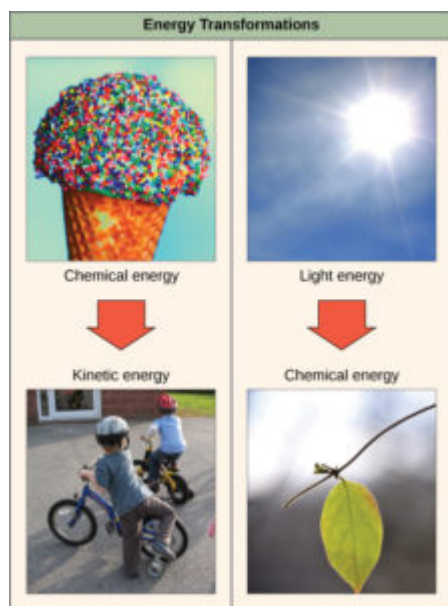 Energy Transformations
Chemical energy
Light energy
Kinetic energy
Chemical energy